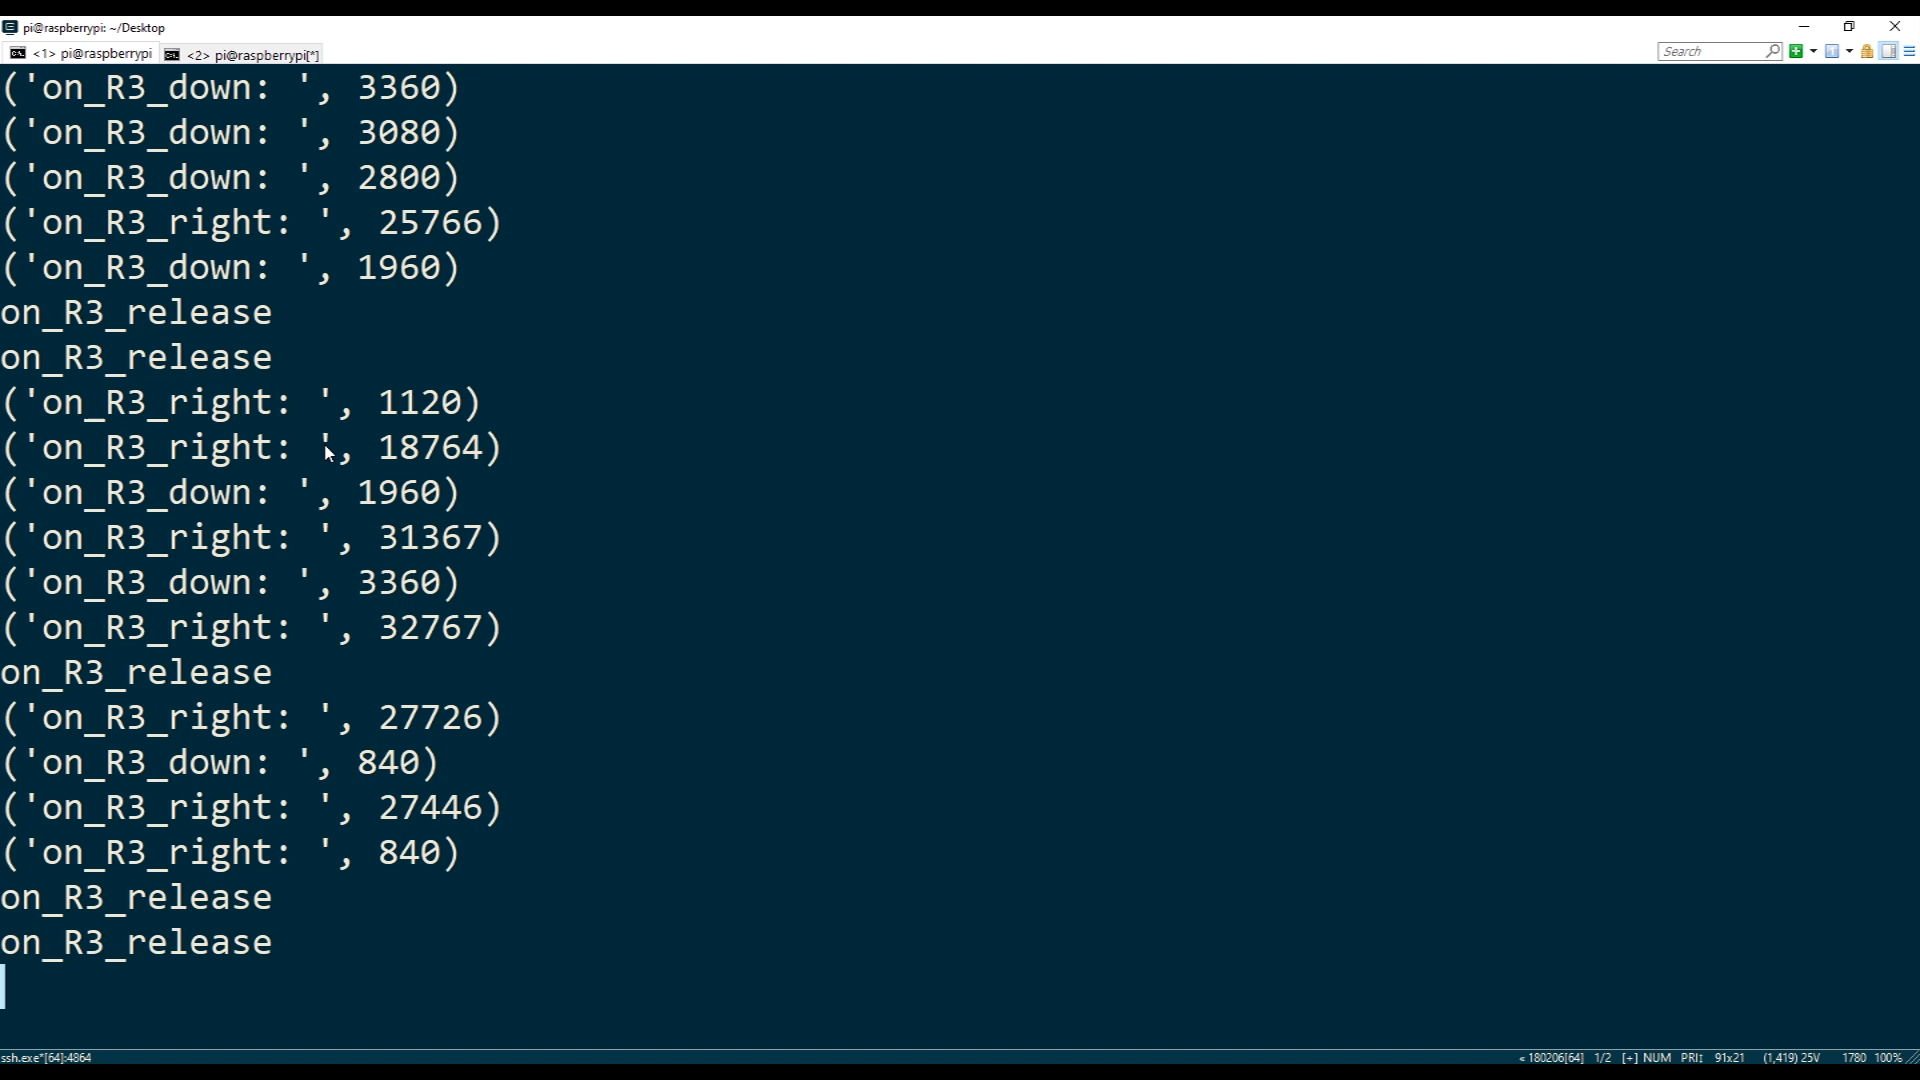 pi@raspberrypi: ~/Desktop
<1> pi@raspberrypi <2> pi@raspberrypi[*] Search
('on_R3_down: ', 3360)
('on_R3_down: ', 3080)
('on_R3_down: ', 2800)
('on_R3_right: ', 25766)
('on_R3_down: ', 1960)
on_R3_release
on_R3_release
('on_R3_right: ', 1120)
('on_R3_right: ', 18764)
('on_R3_down: ', 1960)
('on_R3_right: ', 31367)
('on_R3_down: ', 3360)
('on_R3_right: ', 32767)
on_R3_release
('on_R3_right: ', 27726)
('on_R3_down: ', 840)
('on_R3_right: ', 27446)
('on_R3_right: ', 840)
on_R3_release
on_R3_release
ssh.exe*[64]:4864 « 180206[64] 1/2 [+] NUM PRI↕ 91x21 (1,419) 25V 1780 100%